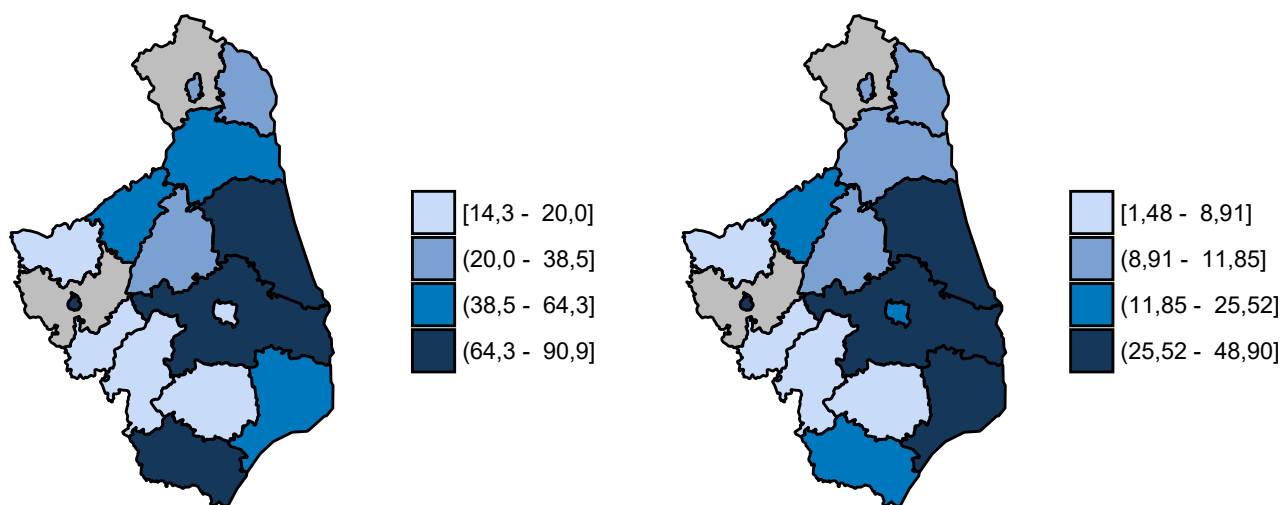 [14,3 - 20,0]
(20,0 - 38,5]
(38,5 - 64,3]
(64,3 - 90,9]
[1,48 - 8,91]
(8,91 - 11,85]
(11,85 - 25,52]
(25,52 - 48,90]